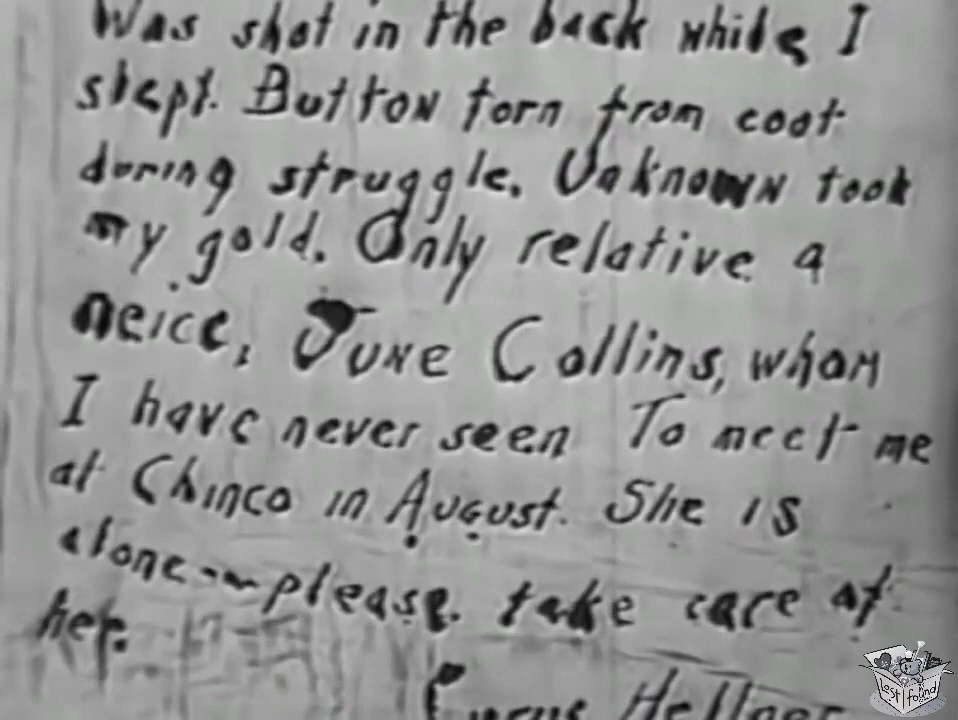 Was shot in the back while I
slept. Button torn from coat
during struggle. Unknown took
my gold. Only relative a
neice, June Collins, whom
I have never seen To meet me
at Chinco in August. She is
alone -- please take care of
her.
lost found